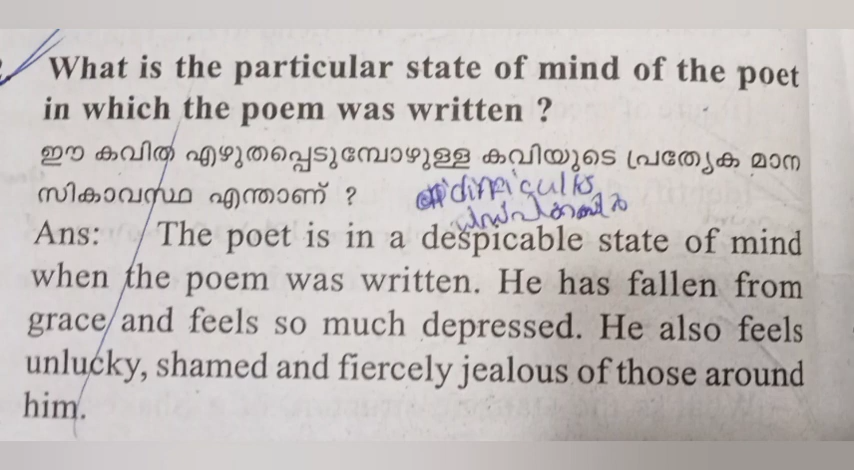 What is the particular state of mind of the poet
in which the poem was written ?
ഈ കവിത എഴുതപ്പെടുമ്പോഴുള്ള കവിയുടെ പ്രത്യേക മാന
സികാവസ്ഥ എന്താണ് ?
Ans: The poet is in a despicable state of mind
when the poem was written. He has fallen from
grace and feels so much depressed. He also feels
unlucky, shamed and fiercely jealous of those around
him.